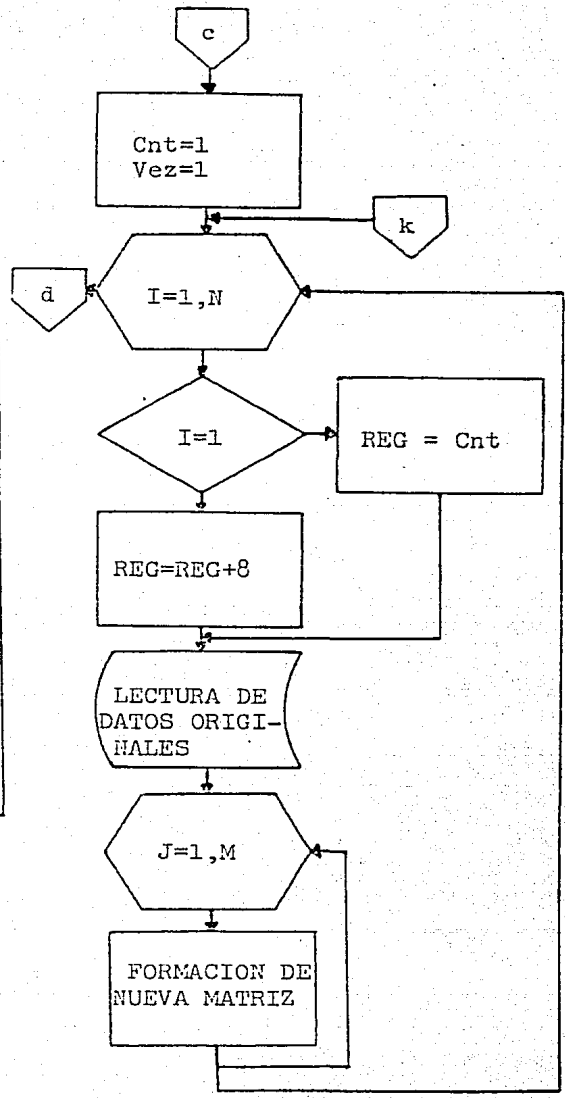 c
Cnt=1
Vez=1
k
d
I=1,N
I=1
REG = Cnt
REG=REG+8
LECTURA DE
DATOS ORIGI-
NALES
J=1,M
FORMACION DE
NUEVA MATRIZ